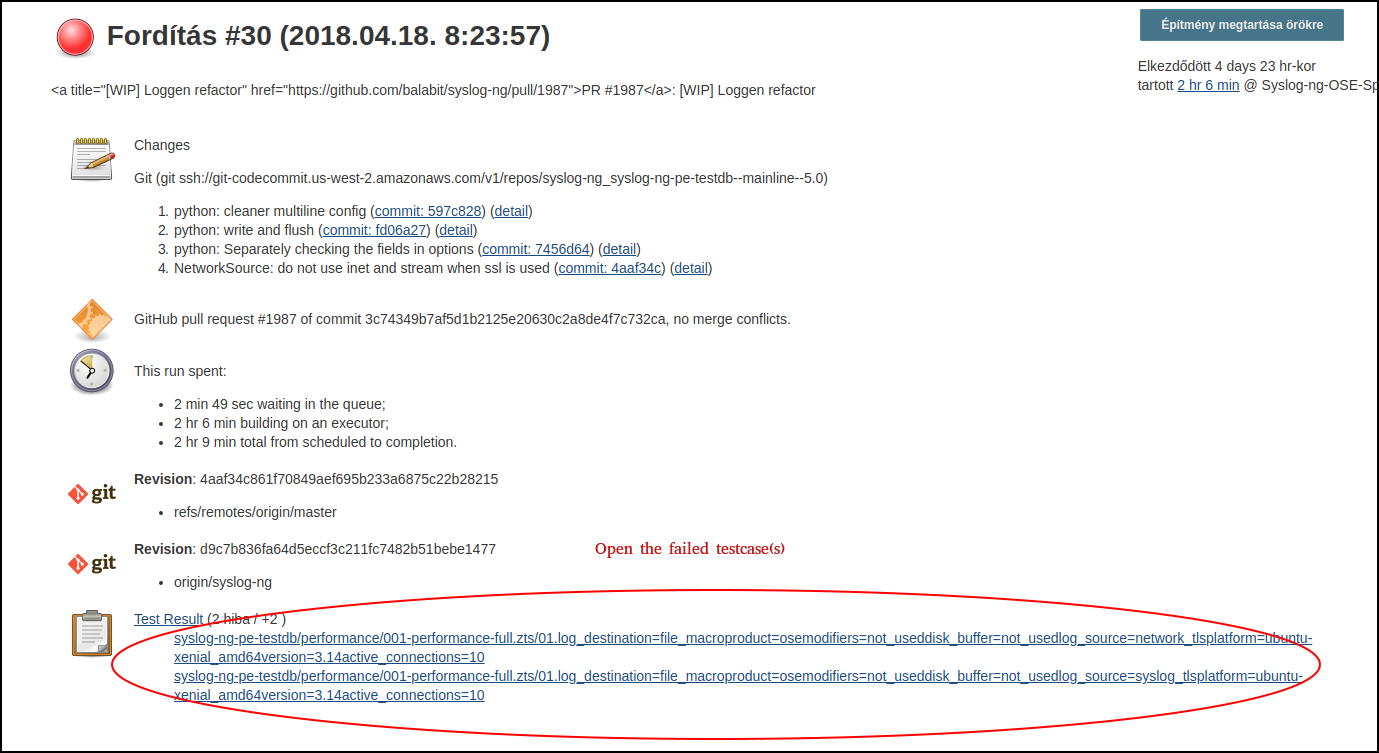 Fordítás #30 (2018.04.18. 8:23:57)
Építmény megtartása örökre
Elkezdődött 4 days 23 hr-kor
tartott 2 hr 6 min @ Syslog-ng-OSE-Sp
<a title="[WIP] Loggen refactor" href="https://github.com/balabit/syslog-ng/pull/1987">PR #1987</a>: [WIP] Loggen refactor
Changes
Git (git ssh://git-codecommit.us-west-2.amazonaws.com/v1/repos/syslog-ng_syslog-ng-pe-testdb--mainline--5.0)
1. python: cleaner multiline config (commit: 597c828) (detail)
2. python: write and flush (commit: fd06a27) (detail)
3. python: Separately checking the fields in options (commit: 7456d64) (detail)
4. NetworkSource: do not use inet and stream when ssl is used (commit: 4aaf34c) (detail)
GitHub pull request #1987 of commit 3c74349b7af5d1b2125e20630c2a8de4f7c732ca, no merge conflicts.
This run spent:
• 2 min 49 sec waiting in the queue;
• 2 hr 6 min building on an executor;
• 2 hr 9 min total from scheduled to completion.
git
Revision: 4aaf34c861f70849aef695b233a6875c22b28215
• refs/remotes/origin/master
git
Revision: d9c7b836fa64d5eccf3c211fc7482b51bebe1477
Open the failed testcase(s)
• origin/syslog-ng
Test Result (2 hiba / +2 )
syslog-ng-pe-testdb/performance/001-performance-full.zts/01.log_destination=file_macroproduct=osemodifiers=not_useddisk_buffer=not_usedlog_source=network_tlsplatform=ubuntu-
xenial_amd64version=3.14active_connections=10
syslog-ng-pe-testdb/performance/001-performance-full.zts/01.log_destination=file_macroproduct=osemodifiers=not_useddisk_buffer=not_usedlog_source=syslog_tlsplatform=ubuntu-
xenial_amd64version=3.14active_connections=10